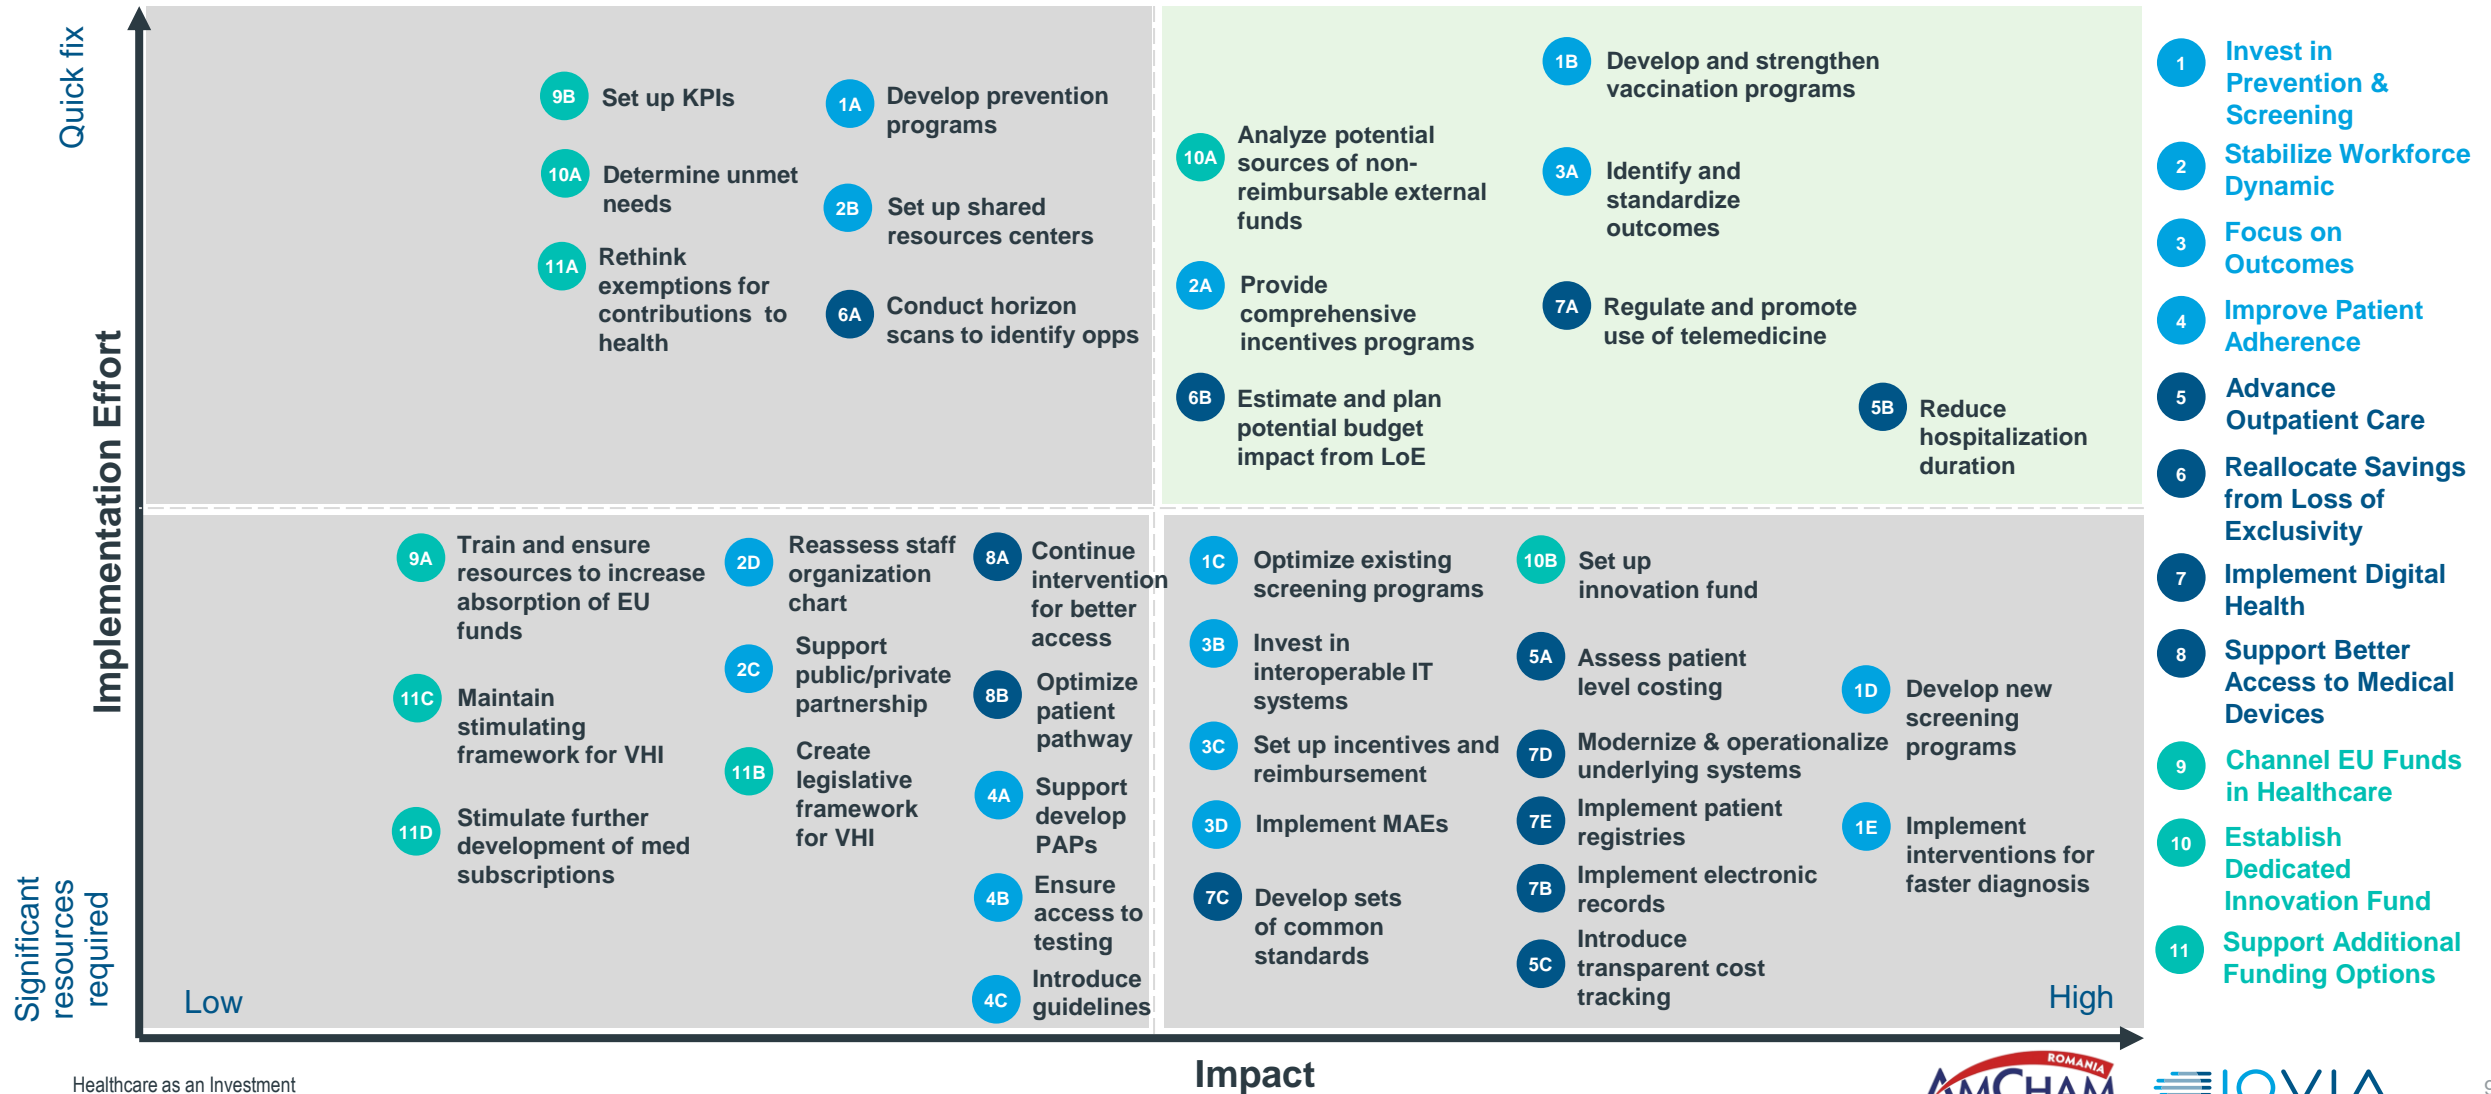 Quick fix
Implementation Effort
Significant
resources
required
9B
Set up KPIs
10A
Determine unmet
needs
11A
Rethink
exemptions for
contributions to
health
1A
Develop prevention
programs
2B
Set up shared
resources centers
6A
Conduct horizon
scans to identify opps
10A
Analyze potential
sources of non-
reimbursable external
funds
2A
Provide
comprehensive
incentives programs
6B
Estimate and plan
potential budget
impact from LoE
1B
Develop and strengthen
vaccination programs
3A
Identify and
standardize
outcomes
7A
Regulate and promote
use of telemedicine
5B
Reduce
hospitalization
duration
9A
Train and ensure
resources to increase
absorption of EU
funds
11C
Maintain
stimulating
framework for VHI
11D
Stimulate further
development of med
subscriptions
2D
Reassess staff
organization
chart
2C
Support
public/private
partnership
11B
Create
legislative
framework
for VHI
8A
Continue
intervention
for better
access
8B
Optimize
patient
pathway
4A
Support
develop
PAPs
4B
Ensure
access to
testing
4C
Introduce
guidelines
1C
Optimize existing
screening programs
3B
Invest in
interoperable IT
systems
3C
Set up incentives and
reimbursement
3D
Implement MAEs
7C
Develop sets
of common
standards
10B
Set up
innovation fund
5A
Assess patient
level costing
7D
Modernize & operationalize
underlying systems
7E
Implement patient
registries
7B
Implement electronic
records
5C
Introduce
transparent cost
tracking
1D
Develop new
screening
programs
1E
Implement
interventions for
faster diagnosis
Low
High
Impact
1
Invest in
Prevention &
Screening
2
Stabilize Workforce
Dynamic
3
Focus on
Outcomes
4
Improve Patient
Adherence
5
Advance
Outpatient Care
6
Reallocate Savings
from Loss of
Exclusivity
7
Implement Digital
Health
8
Support Better
Access to Medical
Devices
9
Channel EU Funds
in Healthcare
10
Establish
Dedicated
Innovation Fund
11
Support Additional
Funding Options
Healthcare as an Investment
ROMANIA
AMCHAM
IQVIA
9